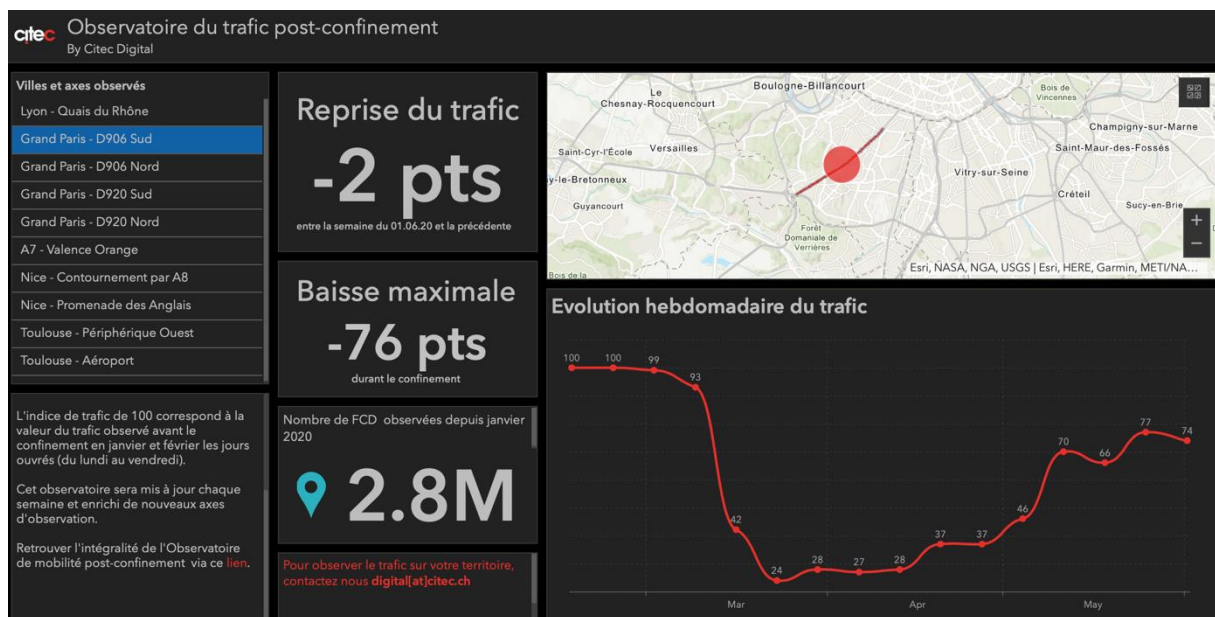 citec
Observatoire du trafic post-confinement
By Citec Digital
Villes et axes observés
Lyon - Quais du Rhône
Grand Paris - D906 Sud
Grand Paris - D906 Nord
Grand Paris - D920 Sud
Grand Paris - D920 Nord
A7 - Valence Orange
Nice - Contournement par A8
Nice - Promenade des Anglais
Toulouse - Périphérique Ouest
Toulouse - Aéroport
L'indice de trafic de 100 correspond à la
valeur du trafic observé avant le
confinement en janvier et février les jours
ouvrés (du lundi au vendredi).
Cet observatoire sera mis à jour chaque
semaine et enrichi de nouveaux axes
d'observation.
Retrouver l'intégralité de l'Observatoire
de mobilité post-confinement via ce lien.
Reprise du trafic
-2 pts
entre la semaine du 01.06.20 et la précédente
Baisse maximale
-76 pts
durant le confinement
Nombre de FCD observées depuis janvier
2020
2.8M
Pour observer le trafic sur votre territoire,
contactez nous digital[at]citec.ch
Le
Chesnay-Rocquencourt
Boulogne-Billancourt
Bois de
Vincennes
Champigny-sur-Marne
Saint-Cyr-l'École
Versailles
Saint-Maur-des-Fossés
y-le-Bretonneux
Vitry-sur-Seine
Créteil
Guyancourt
Sucy-en-Brie
Forêt
Domaniale de
Verrières
Bois de la
+
−
Esri, NASA, NGA, USGS | Esri, HERE, Garmin, METI/NA...
Evolution hebdomadaire du trafic
100 100 99 93 42 24 28 27 28 37 37 46 70 66 77 74
Mar Apr May